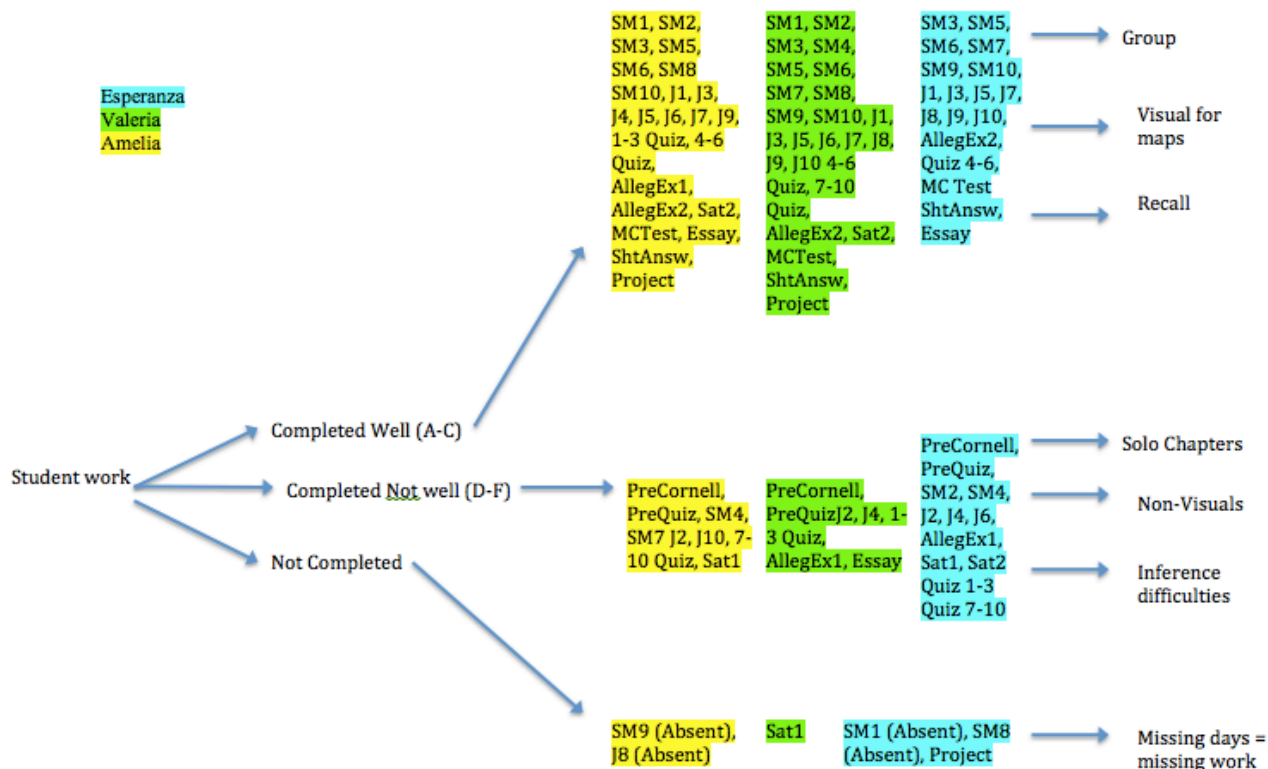 SM1, SM2,
SM3, SM5,
SM6, SM8
SM10, J1, J3,
J4, J5, J6, J7, J9,
1-3 Quiz, 4-6
Quiz,
AllegEx1,
AllegEx2, Sat2,
MCTest, Essay,
ShtAnsw,
Project
SM1, SM2,
SM3, SM4,
SM5, SM6,
SM7, SM8,
SM9, SM10, J1,
J3, J5, J6, J7, J8,
J9, J10 4-6
Quiz, 7-10
Quiz,
AllegEx2, Sat2,
MCTest,
ShtAnsw,
Project
SM3, SM5,
SM6, SM7,
SM9, SM10,
J1, J3, J5, J7,
J8, J9, J10,
AllegEx2,
Quiz 4-6,
MC Test
ShtAnsw,
Essay
Group
Visual for
maps
Recall
Esperanza
Valeria
Amelia
Student work
Completed Well (A-C)
Completed Not well (D-F)
Not Completed
PreCornell,
PreQuiz, SM4,
SM7 J2, J10, 7-
10 Quiz, Sat1
PreCornell,
PreQuizJ2, J4, 1-
3 Quiz,
AllegEx1, Essay
PreCornell,
PreQuiz,
SM2, SM4,
J2, J4, J6,
AllegEx1,
Sat1, Sat2
Quiz 1-3
Quiz 7-10
Solo Chapters
Non-Visuals
Inference
difficulties
SM9 (Absent),
J8 (Absent)
Sat1
SM1 (Absent), SM8
(Absent), Project
Missing days =
missing work